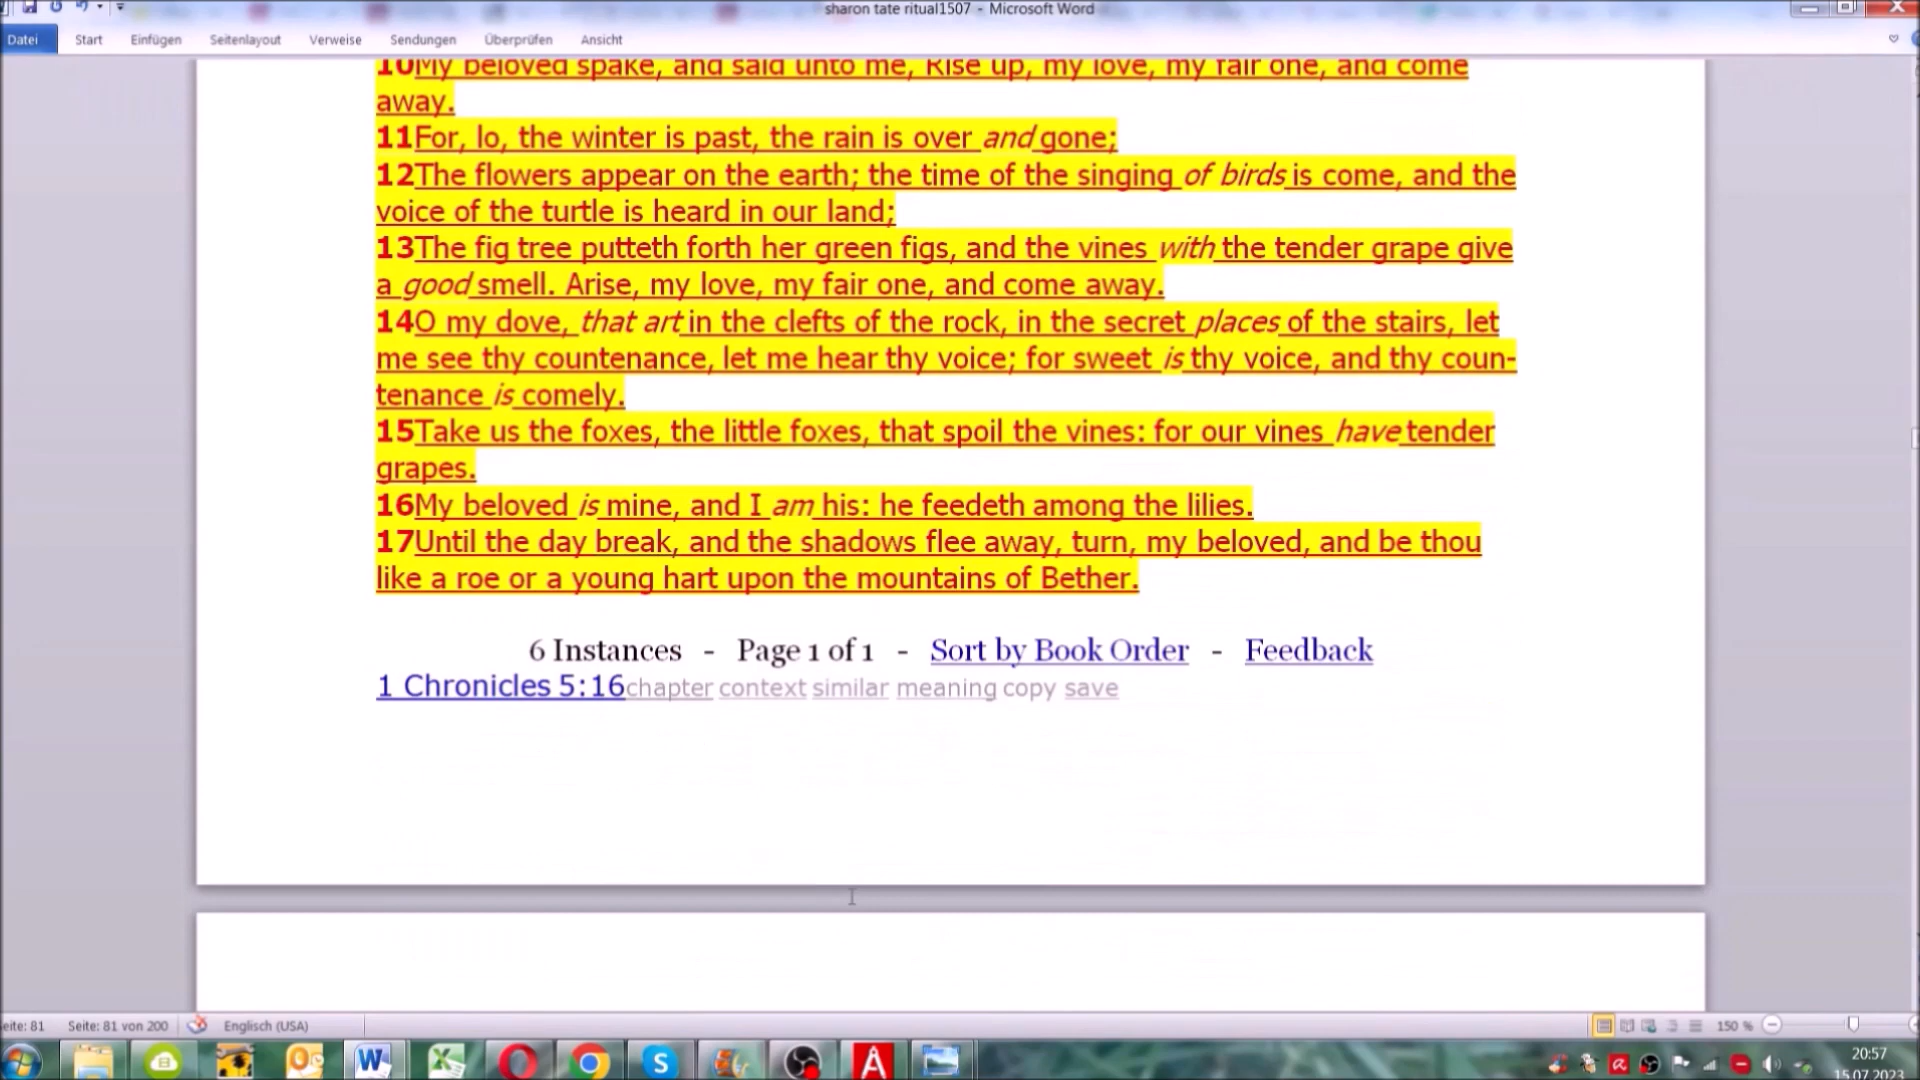 sharon tate ritual1507 - Microsoft Word
Datei Start Einfügen Seitenlayout Verweise Sendungen Überprüfen Ansicht
10My beloved spake, and said unto me, Rise up, my love, my fair one, and come
away.
11For, lo, the winter is past, the rain is over and gone;
12The flowers appear on the earth; the time of the singing of birds is come, and the
voice of the turtle is heard in our land;
13The fig tree putteth forth her green figs, and the vines with the tender grape give
a good smell. Arise, my love, my fair one, and come away.
14O my dove, that art in the clefts of the rock, in the secret places of the stairs, let
me see thy countenance, let me hear thy voice; for sweet is thy voice, and thy coun-
tenance is comely.
15Take us the foxes, the little foxes, that spoil the vines: for our vines have tender
grapes.
16My beloved is mine, and I am his: he feedeth among the lilies.
17Until the day break, and the shadows flee away, turn, my beloved, and be thou
like a roe or a young hart upon the mountains of Bether.
6 Instances - Page 1 of 1 - Sort by Book Order - Feedback
1 Chronicles 5:16chapter context similar meaning copy save
eite: 81 Seite: 81 von 200 Englisch (USA) 150 %
20:57
15.07.2023